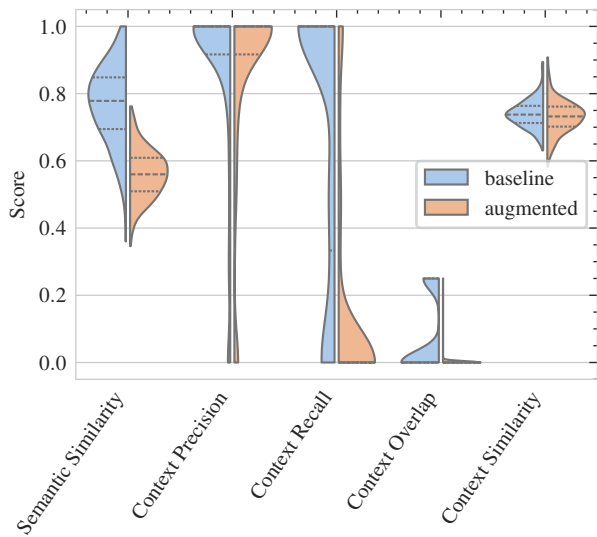 1.0
0.8
0.6
0.4
0.2
0.0
Score
baseline
augmented
Semantic Similarity
Context Precision
Context Recall
Context Overlap
Context Similarity